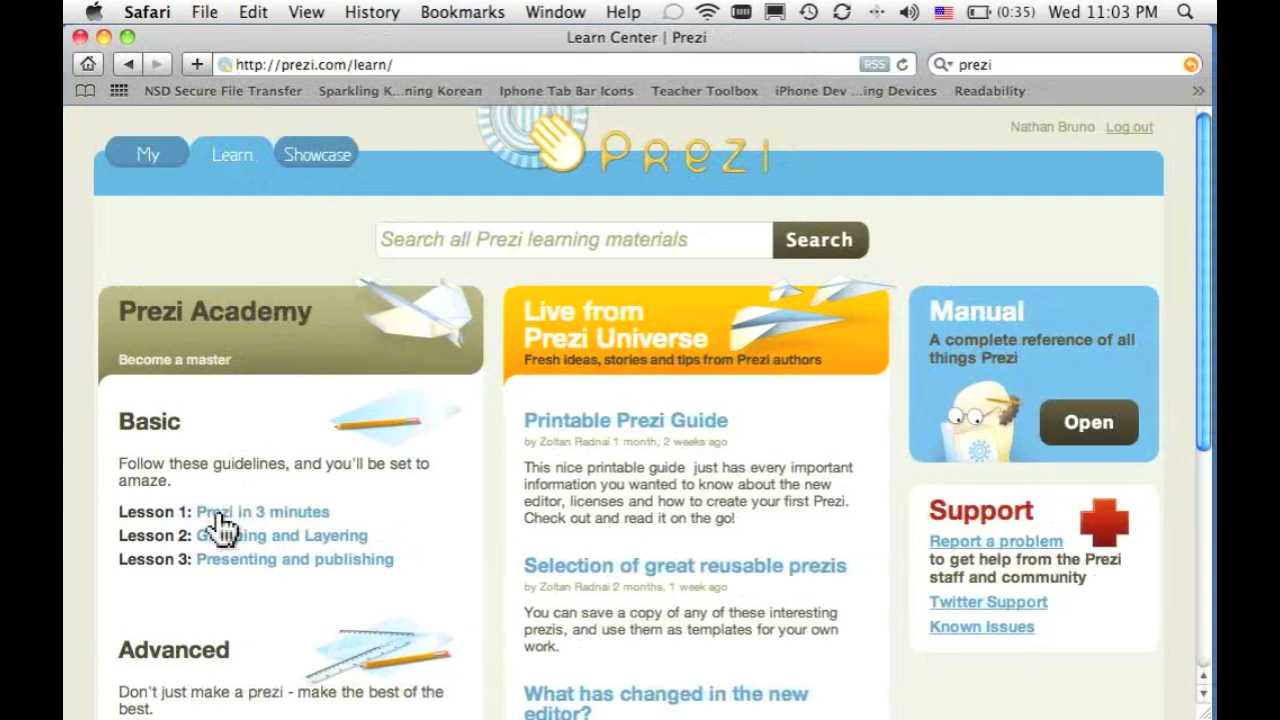 Safari File Edit View History Bookmarks Window Help (0:35) Wed 11:03 PM
Learn Center | Prezi
http://prezi.com/learn/ RSS prezi
NSD Secure File Transfer Sparkling K...ning Korean Iphone Tab Bar Icons Teacher Toolbox iPhone Dev ...ing Devices Readability
Nathan Bruno Log out
My Learn Showcase
Prezi
Search all Prezi learning materials Search
Prezi Academy
Become a master
Basic
Follow these guidelines, and you'll be set to
amaze.
Lesson 1: Prezi in 3 minutes
Lesson 2: and Layering
Lesson 3: Presenting and publishing
Advanced
Don't just make a prezi - make the best of the
best.
Live from
Prezi Universe
Fresh ideas, stories and tips from Prezi authors
Printable Prezi Guide
by Zoltan Radnai 1 month, 2 weeks ago
This nice printable guide just has every important
information you wanted to know about the new
editor, licenses and how to create your first Prezi.
Check out and read it on the go!
Selection of great reusable prezis
by Zoltan Radnai 2 months, 1 week ago
You can save a copy of any of these interesting
prezis, and use them as templates for your own
work.
What has changed in the new
editor?
Manual
A complete reference of all
things Prezi
Open
Support
Report a problem
to get help from the Prezi
staff and community
Twitter Support
Known Issues